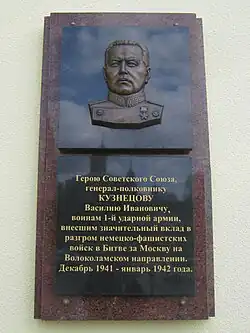 Герою Советского Союза,
генерал-полковнику
КУЗНЕЦОВУ
Василию Ивановичу,
воинам 1-й ударной армии,
внесшим значительный вклад в
разгром немецко-фашистских
войск в Битве за Москву на
Волоколамском направлении.
Декабрь 1941 - январь 1942 года.